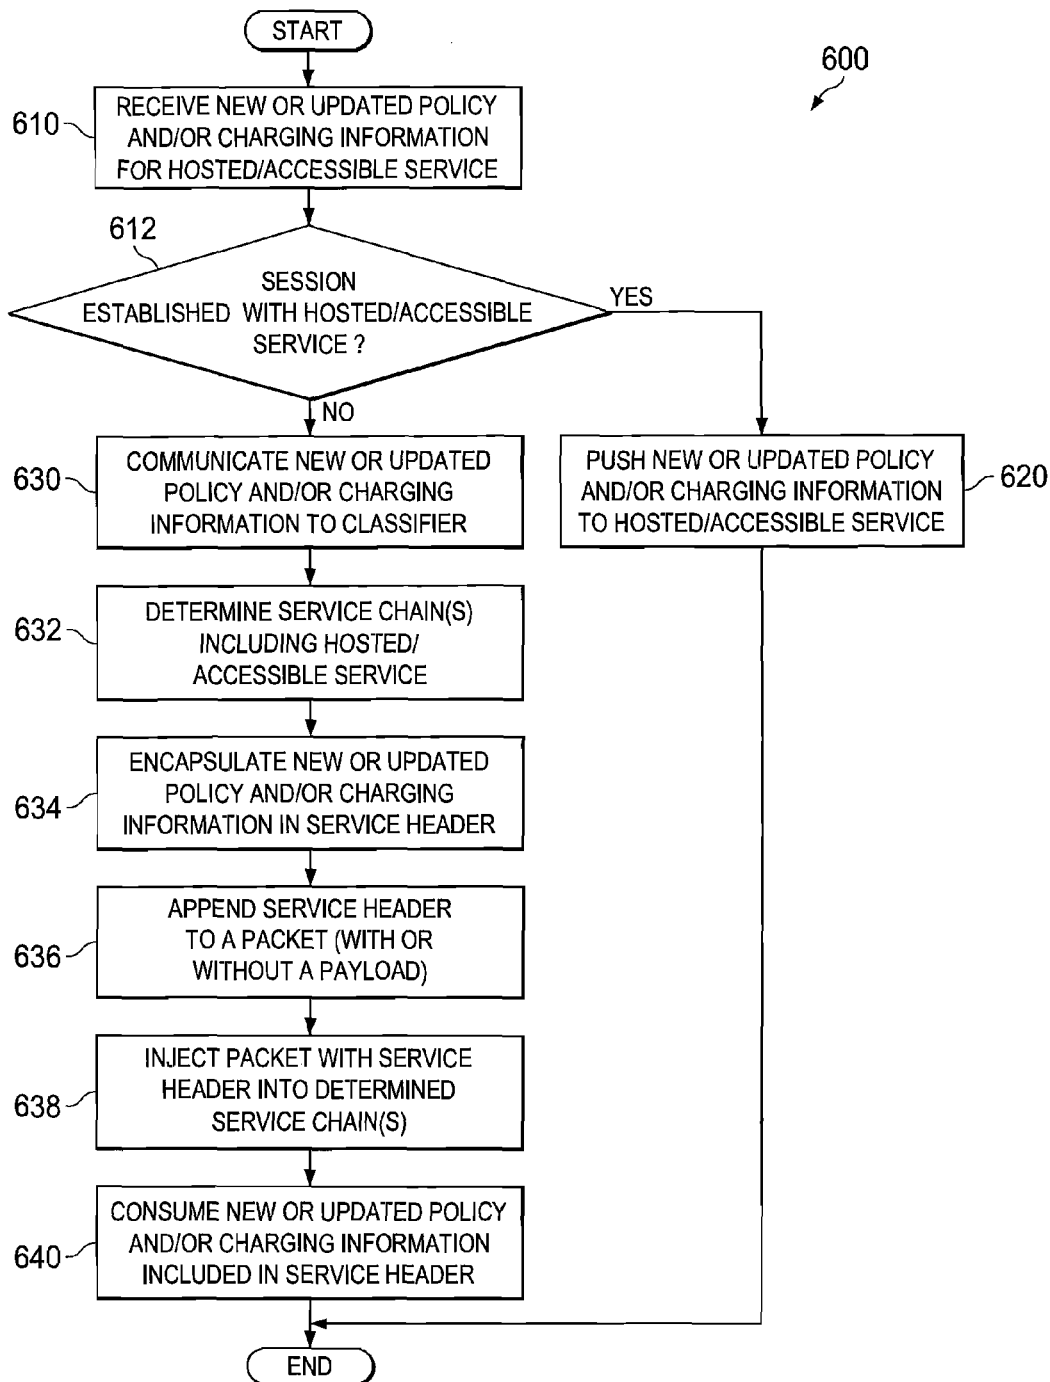 START
600
610
RECEIVE NEW OR UPDATED POLICY
AND/OR CHARGING INFORMATION
FOR HOSTED/ACCESSIBLE SERVICE
612
SESSION
ESTABLISHED WITH HOSTED/ACCESSIBLE
SERVICE ?
YES
NO
630
COMMUNICATE NEW OR UPDATED
POLICY AND/OR CHARGING
INFORMATION TO CLASSIFIER
PUSH NEW OR UPDATED POLICY
AND/OR CHARGING INFORMATION
TO HOSTED/ACCESSIBLE SERVICE
620
632
DETERMINE SERVICE CHAIN(S)
INCLUDING HOSTED/
ACCESSIBLE SERVICE
634
ENCAPSULATE NEW OR UPDATED
POLICY AND/OR CHARGING
INFORMATION IN SERVICE HEADER
636
APPEND SERVICE HEADER
TO A PACKET (WITH OR
WITHOUT A PAYLOAD)
638
INJECT PACKET WITH SERVICE
HEADER INTO DETERMINED
SERVICE CHAIN(S)
640
CONSUME NEW OR UPDATED POLICY
AND/OR CHARGING INFORMATION
INCLUDED IN SERVICE HEADER
END